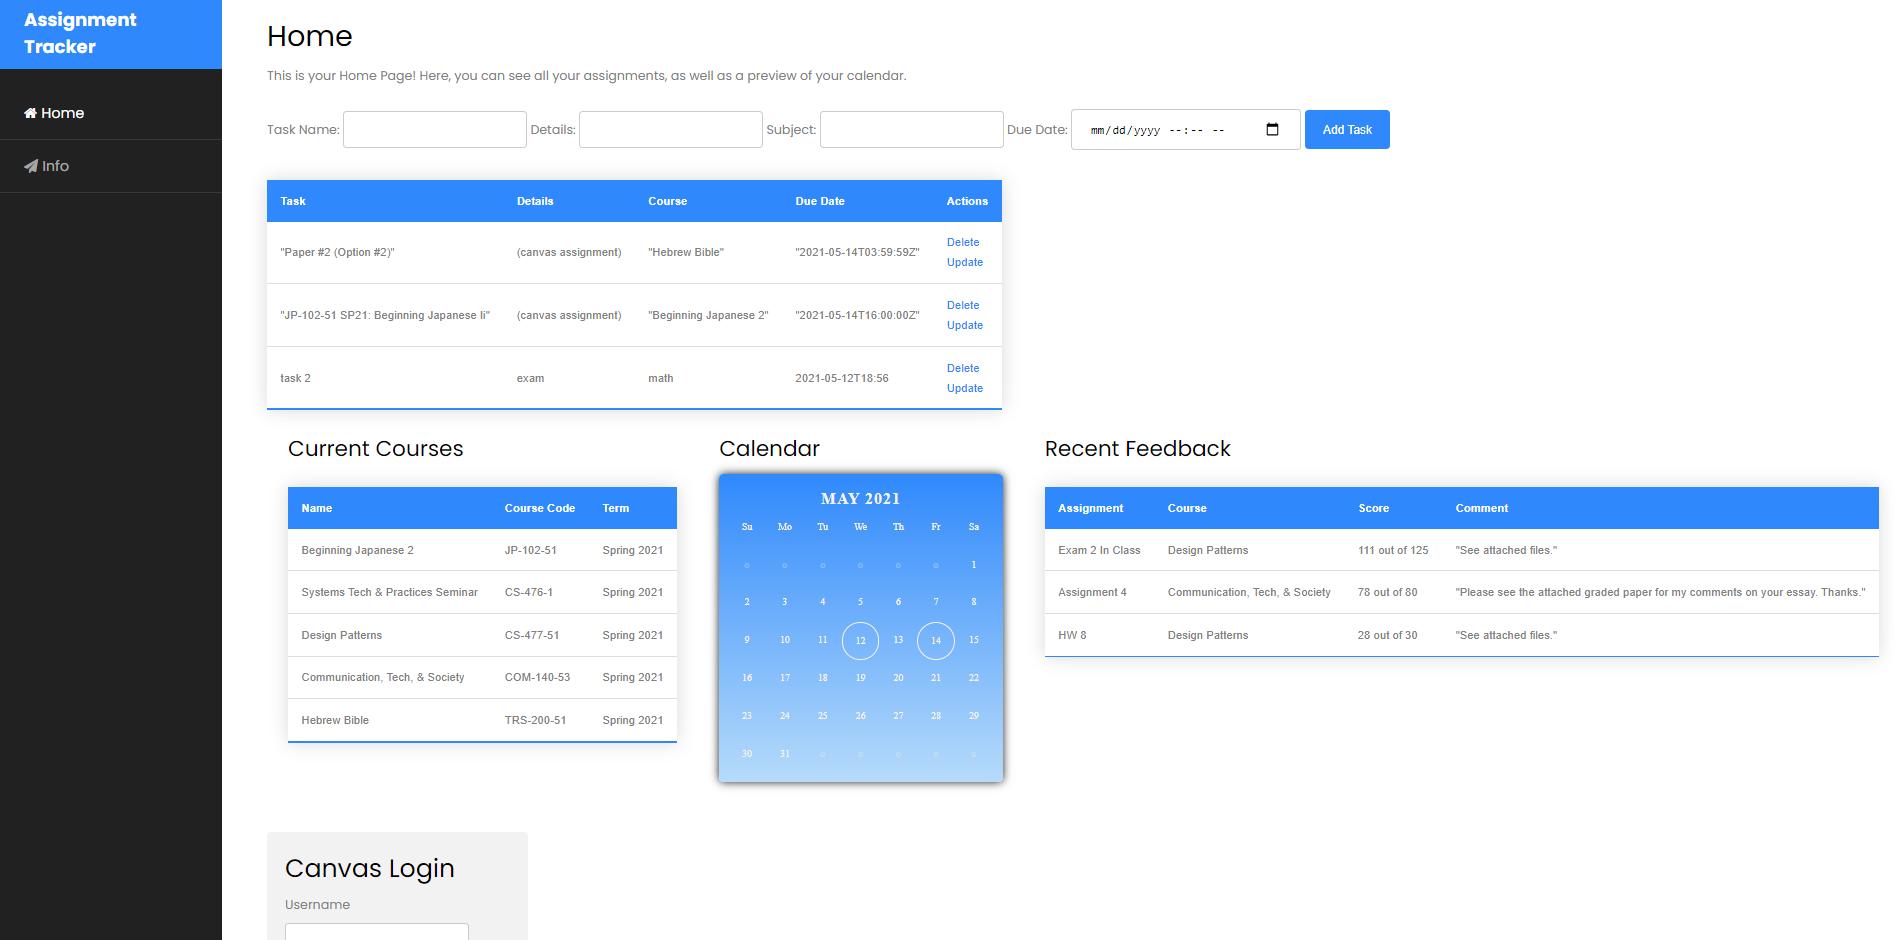 Assignment
Tracker
Home
Info
Home
This is your Home Page! Here, you can see all your assignments, as well as a preview of your calendar.
Task Name: Details: Subject: Due Date: mm/dd/yyyy --:-- -- Add Task
Task Details Course Due Date Actions
"Paper #2 (Option #2)" (canvas assignment) "Hebrew Bible" "2021-05-14T03:59:59Z" Delete
Update
"JP-102-51 SP21: Beginning Japanese Ii" (canvas assignment) "Beginning Japanese 2" "2021-05-14T16:00:00Z" Delete
Update
task 2 exam math 2021-05-12T18:56 Delete
Update
Current Courses
Name Course Code Term
Beginning Japanese 2 JP-102-51 Spring 2021
Systems Tech & Practices Seminar CS-476-1 Spring 2021
Design Patterns CS-477-51 Spring 2021
Communication, Tech, & Society COM-140-53 Spring 2021
Hebrew Bible TRS-200-51 Spring 2021
Calendar
MAY 2021
Su Mo Tu We Th Fr Sa
1
2 3 4 5 6 7 8
9 10 11 12 13 14 15
16 17 18 19 20 21 22
23 24 25 26 27 28 29
30 31
Recent Feedback
Assignment Course Score Comment
Exam 2 In Class Design Patterns 111 out of 125 "See attached files."
Assignment 4 Communication, Tech, & Society 78 out of 80 "Please see the attached graded paper for my comments on your essay. Thanks."
HW 8 Design Patterns 28 out of 30 "See attached files."
Canvas Login
Username